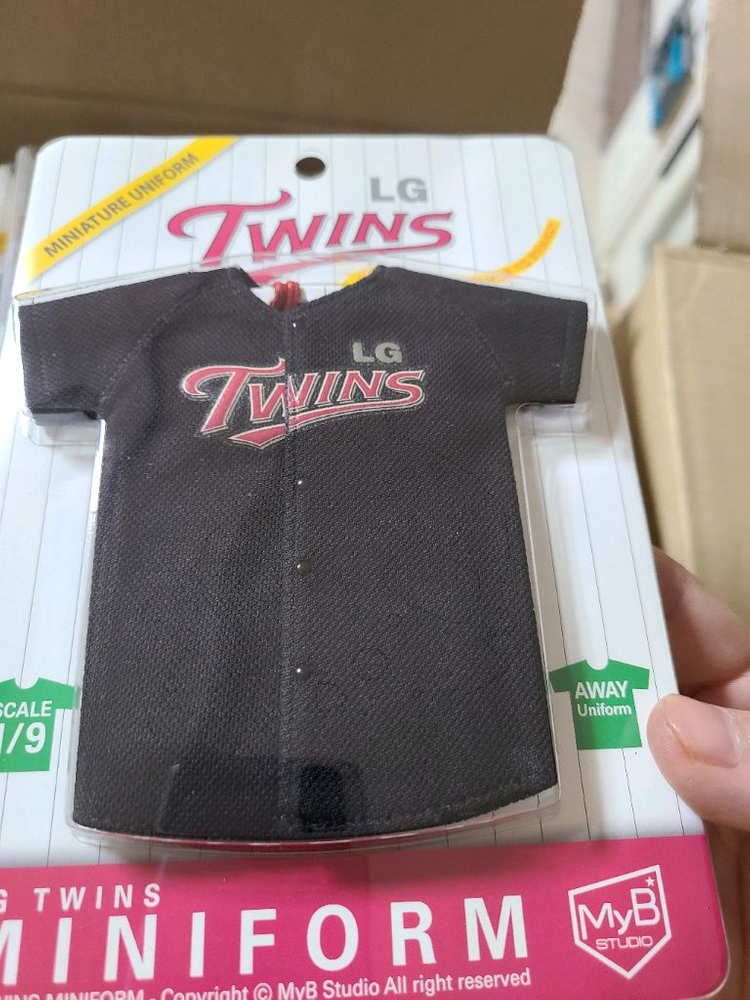 MINIATURE UNIFORM
LG
TWINS
LG
TWINS
SCALE
1/9
AWAY
Uniform
G TWINS
MINIFORM
MyB
STUDIO
MINIFORM - Copyright © MyB Studio All right reserved